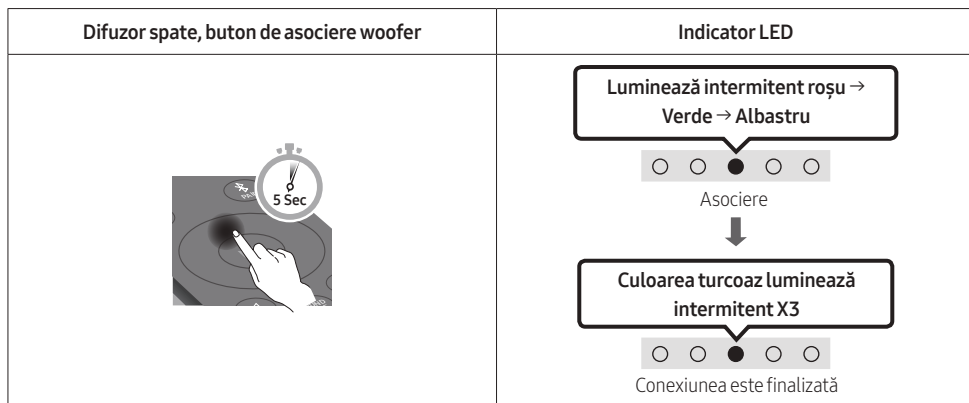 Difuzor spate, buton de asociere woofer
Indicator LED
5 Sec
Luminează intermitent roșu →
Verde → Albastru
Asociere
Culoarea turcoaz luminează
intermitent X3
Conexiunea este finalizată